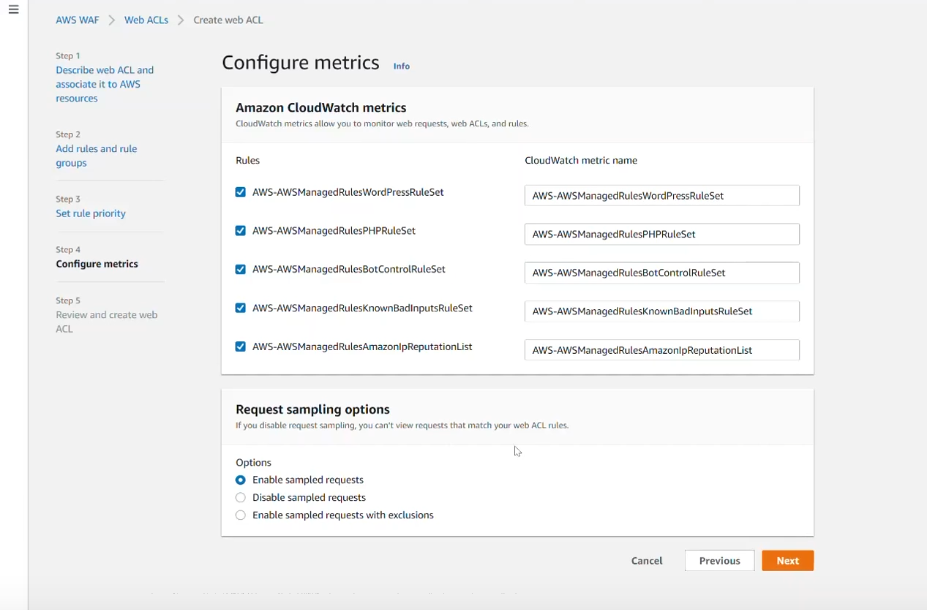 AWS WAF > Web ACLs > Create web ACL
Step 1
Describe web ACL and
associate it to AWS
resources
Step 2
Add rules and rule
groups
Step 3
Set rule priority
Step 4
Configure metrics
Step 5
Review and create web
ACL
Configure metrics Info
Amazon CloudWatch metrics
CloudWatch metrics allow you to monitor web requests, web ACLs, and rules.
Rules CloudWatch metric name
AWS-AWSManagedRulesWordPressRuleSet AWS-AWSManagedRulesWordPressRuleSet
AWS-AWSManagedRulesPHPRuleSet AWS-AWSManagedRulesPHPRuleSet
AWS-AWSManagedRulesBotControlRuleSet AWS-AWSManagedRulesBotControlRuleSet
AWS-AWSManagedRulesKnownBadInputsRuleSet AWS-AWSManagedRulesKnownBadInputsRuleSet
AWS-AWSManagedRulesAmazonIpReputationList AWS-AWSManagedRulesAmazonIpReputationList
Request sampling options
If you disable request sampling, you can't view requests that match your web ACL rules.
Options
Enable sampled requests
Disable sampled requests
Enable sampled requests with exclusions
Cancel Previous Next